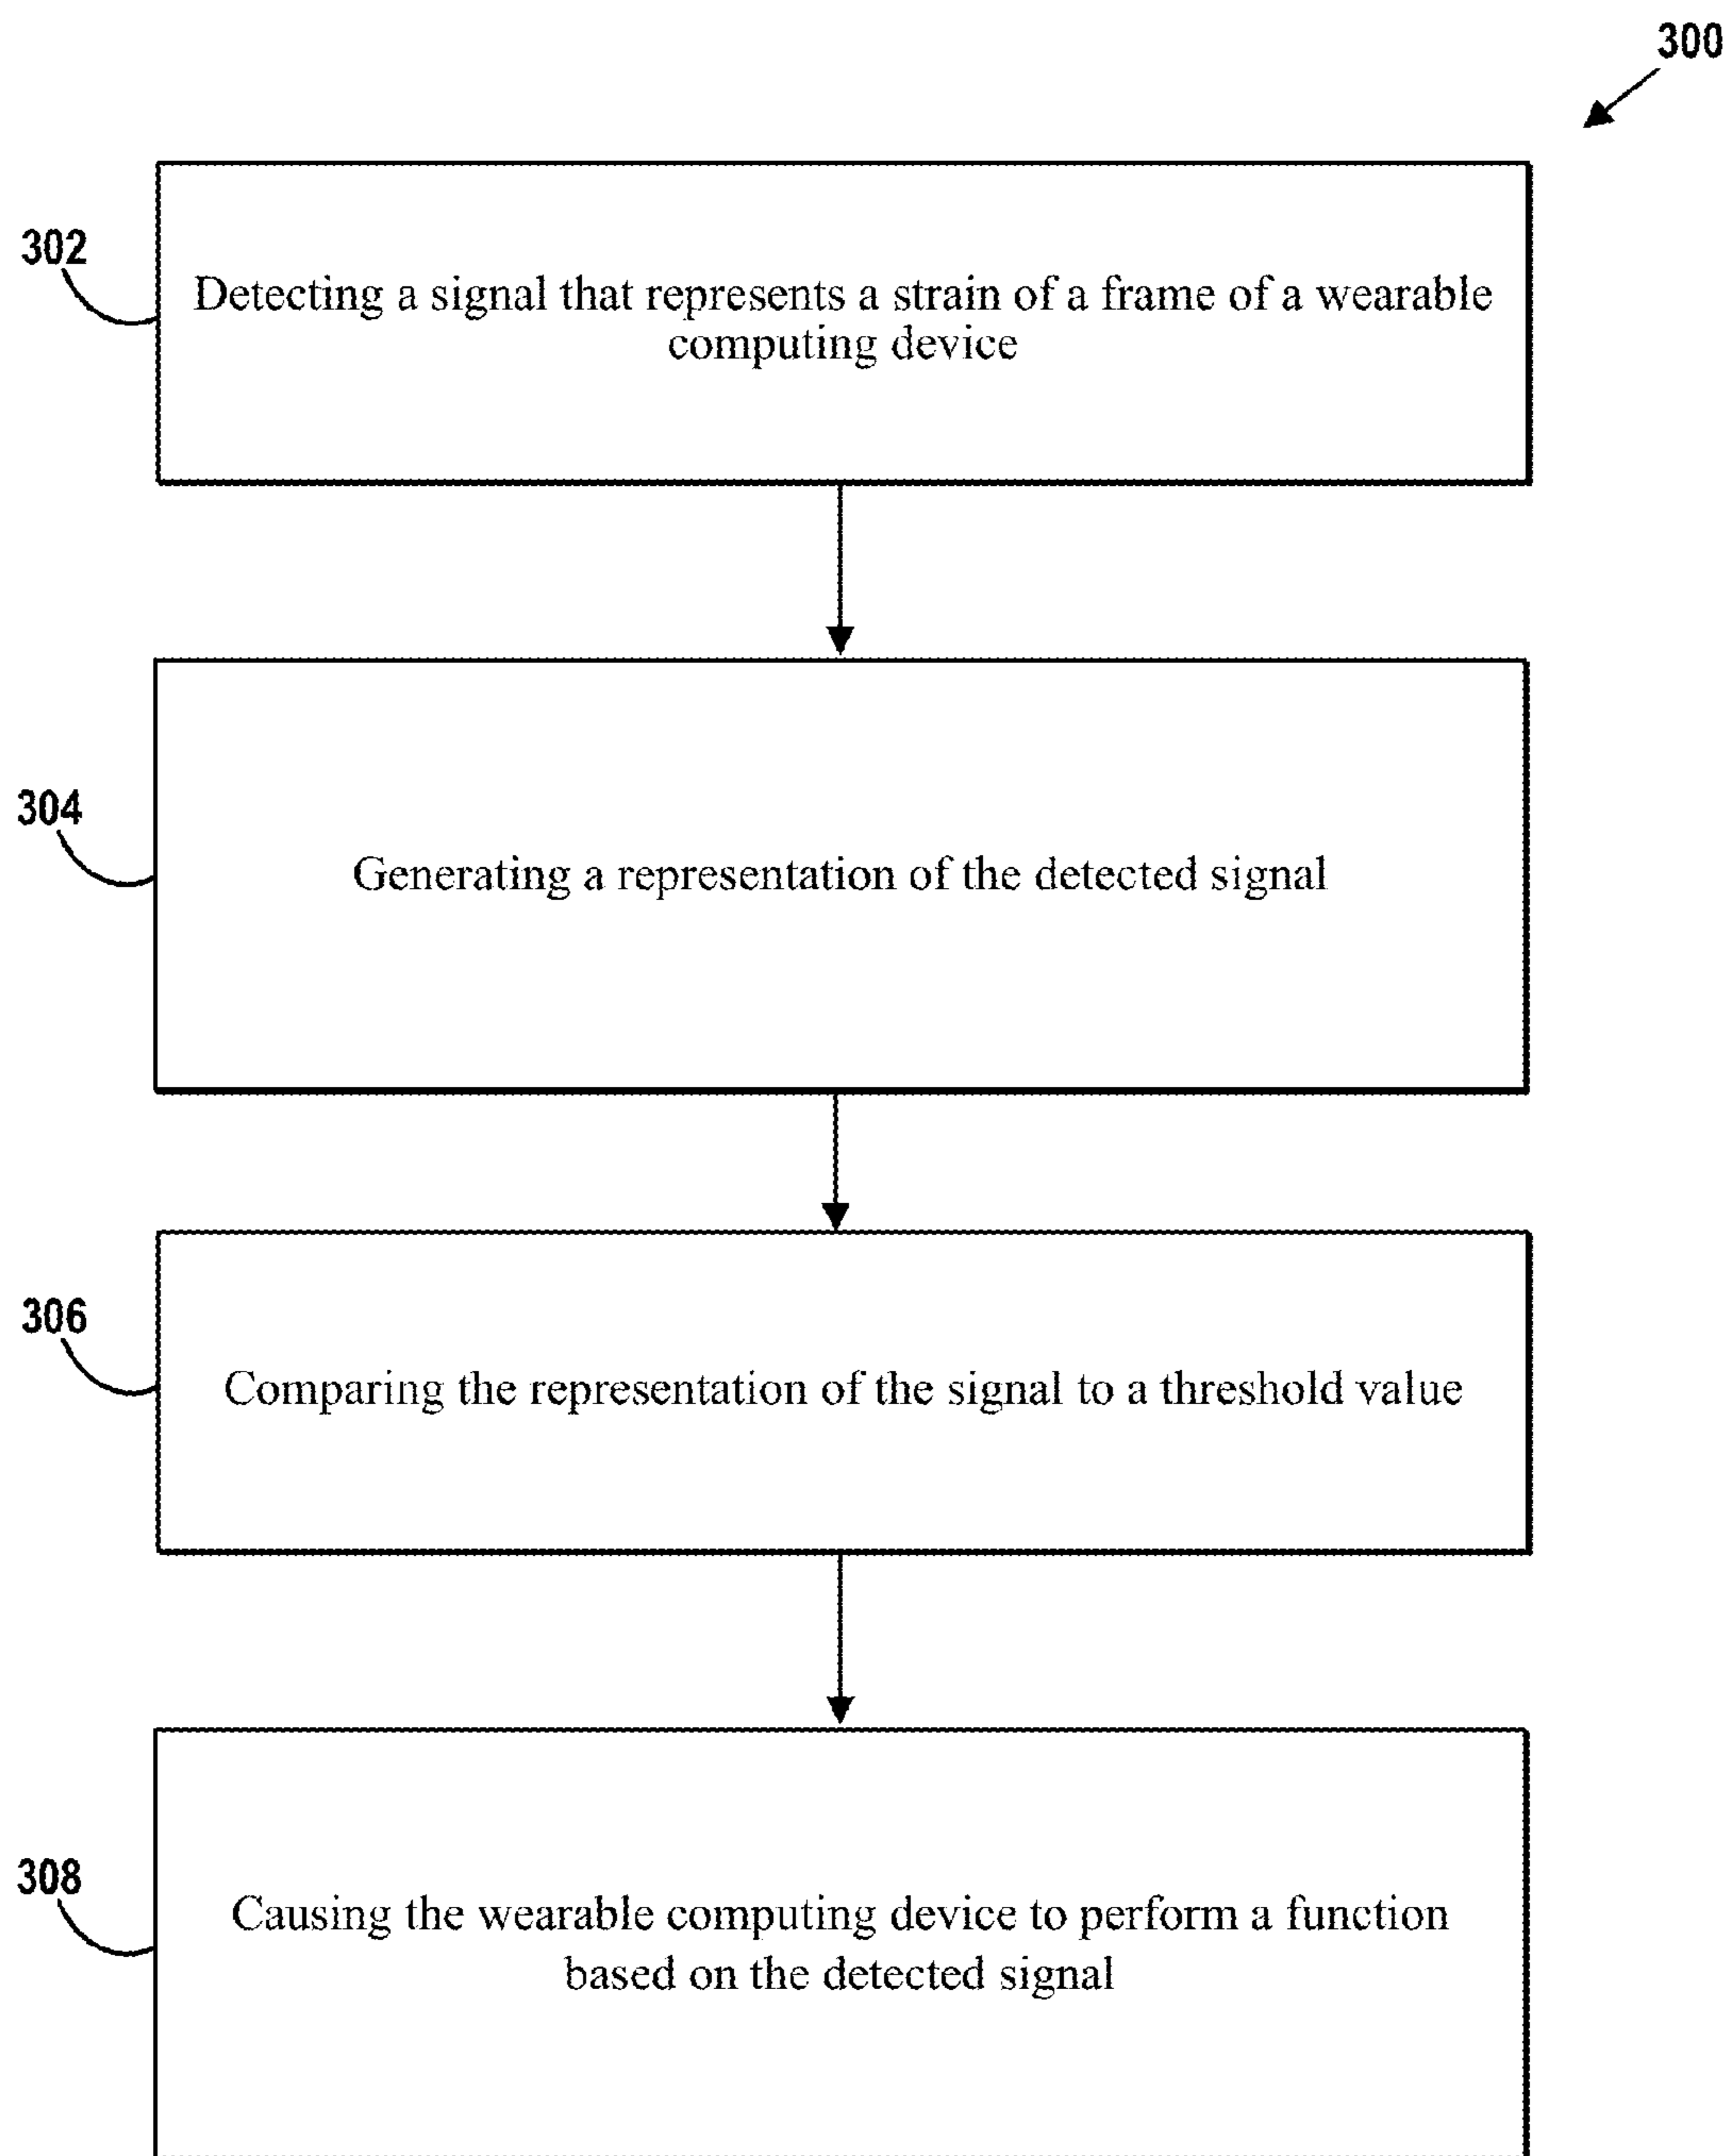 300
302
Detecting a signal that represents a strain of a frame of a wearable
computing device
304
Generating a representation of the detected signal
306
Comparing the representation of the signal to a threshold value
308
Causing the wearable computing device to perform a function
based on the detected signal